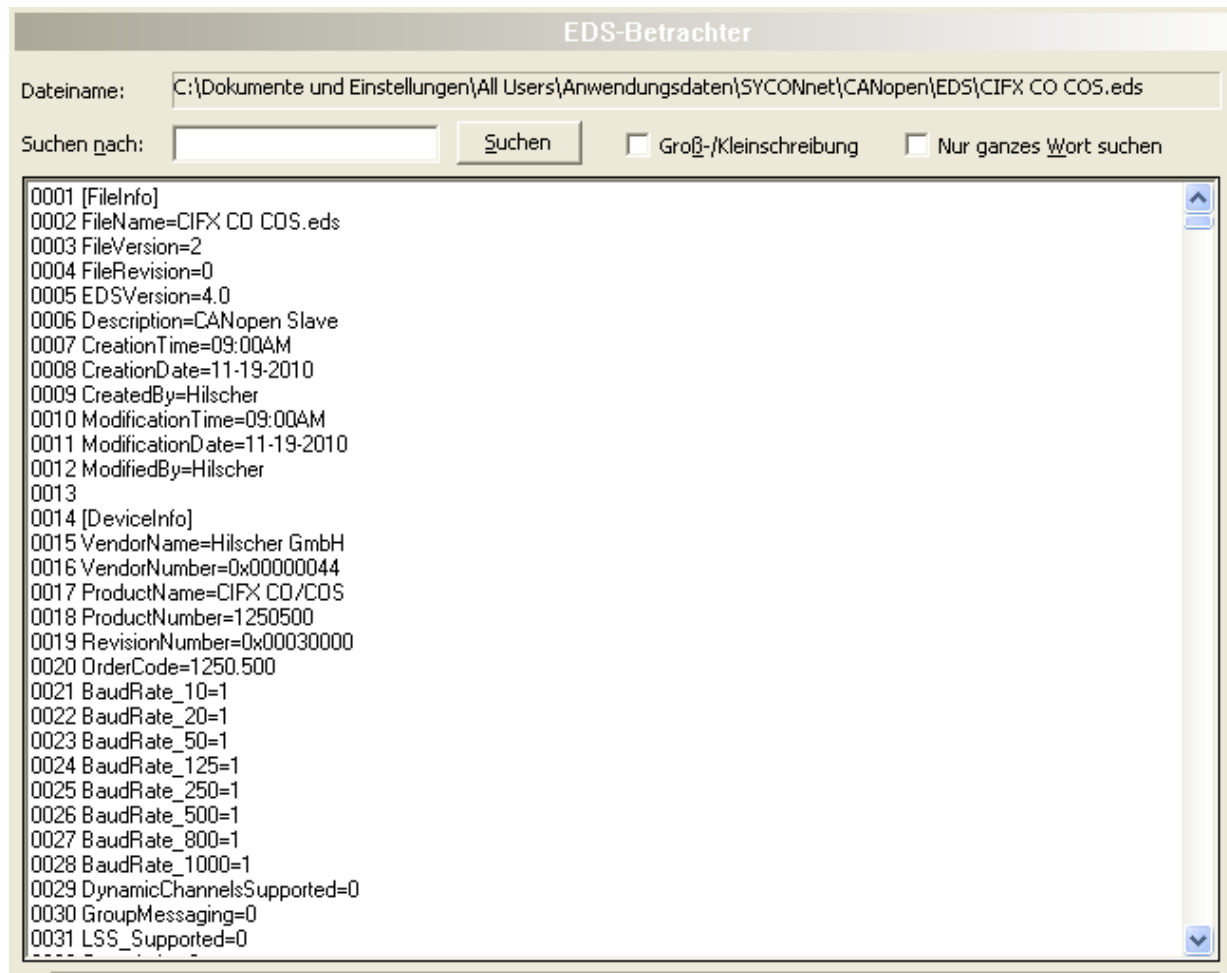 EDS-Betrachter
Dateiname: C:\Dokumente und Einstellungen\All Users\Anwendungsdaten\SYCONnet\CANopen\EDS\CIFX CO COS.eds
Suchen nach: Suchen Groß-/Kleinschreibung Nur ganzes Wort suchen
0001 [FileInfo]
0002 FileName=CIFX CO COS.eds
0003 FileVersion=2
0004 FileRevision=0
0005 EDSVersion=4.0
0006 Description=CANopen Slave
0007 CreationTime=09:00AM
0008 CreationDate=11-19-2010
0009 CreatedBy=Hilscher
0010 ModificationTime=09:00AM
0011 ModificationDate=11-19-2010
0012 ModifiedBy=Hilscher
0013
0014 [DeviceInfo]
0015 VendorName=Hilscher GmbH
0016 VendorNumber=0x00000044
0017 ProductName=CIFX CO/COS
0018 ProductNumber=1250500
0019 RevisionNumber=0x00030000
0020 OrderCode=1250.500
0021 BaudRate_10=1
0022 BaudRate_20=1
0023 BaudRate_50=1
0024 BaudRate_125=1
0025 BaudRate_250=1
0026 BaudRate_500=1
0027 BaudRate_800=1
0028 BaudRate_1000=1
0029 DynamicChannelsSupported=0
0030 GroupMessaging=0
0031 LSS_Supported=0